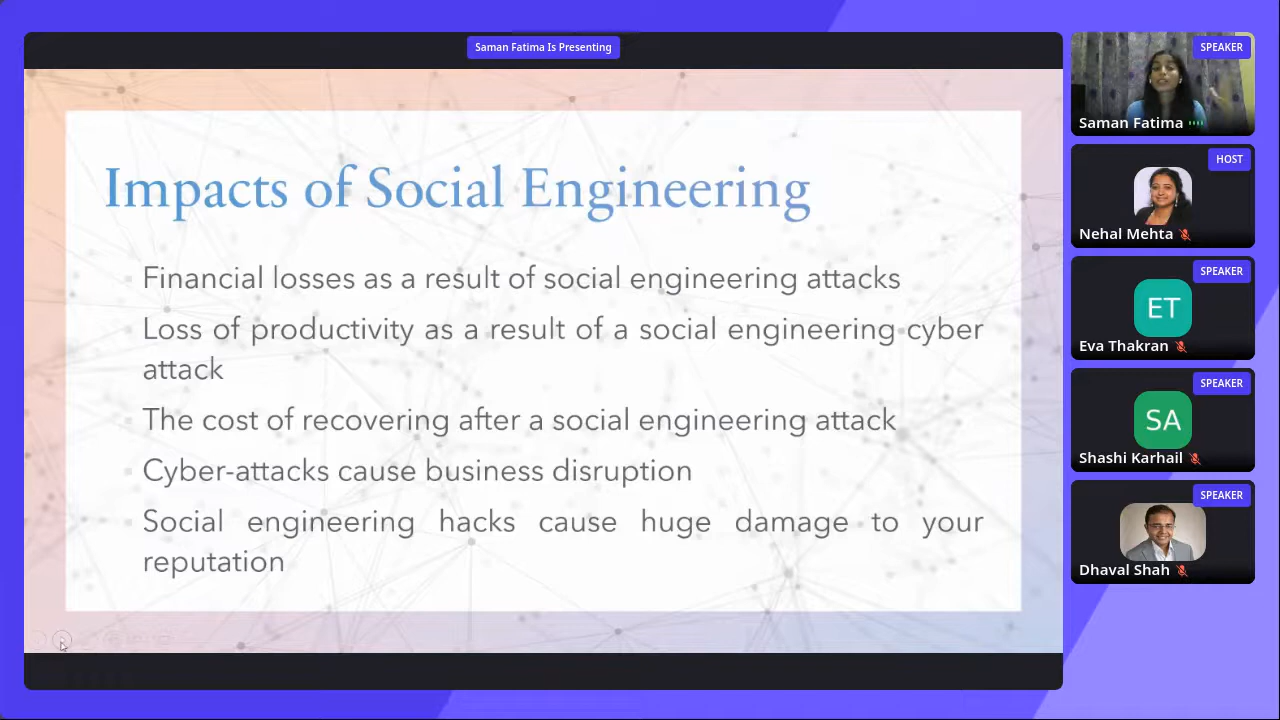 Saman Fatima Is Presenting
Impacts of Social Engineering
Financial losses as a result of social engineering attacks
Loss of productivity as a result of a social engineering cyber
attack
The cost of recovering after a social engineering attack
Cyber-attacks cause business disruption
Social engineering hacks cause huge damage to your
reputation
SPEAKER
Saman Fatima
HOST
Nehal Mehta
SPEAKER
ET
Eva Thakran
SPEAKER
SA
Shashi Karhail
SPEAKER
Dhaval Shah